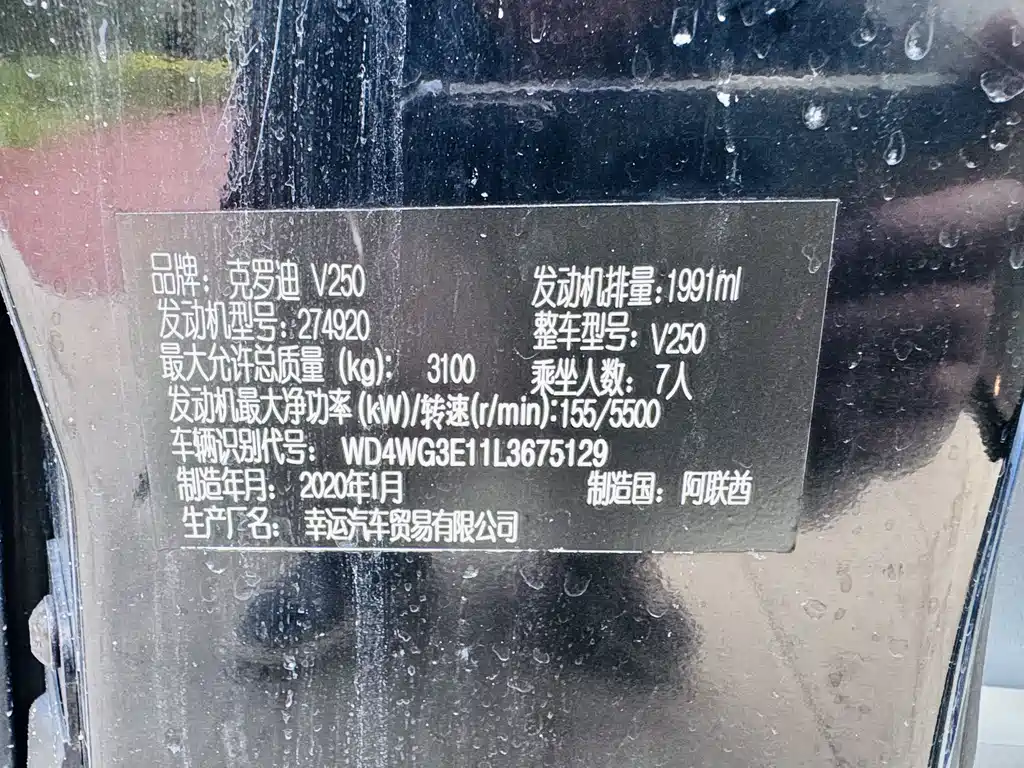 品牌： 克罗迪 V250 发动机排量:1991ml
发动机型号:274920 整车型号: V250
最大允许总质量 (kg): 3100 乘坐人数: 7人
发动机最大净功率 (kW)/转速(r/min):155/5500
车辆识别代号: WD4WG3E11L3675129
制造年月: 2020年1月 制造国: 阿联酋
生产厂名: 幸运汽车贸易有限公司